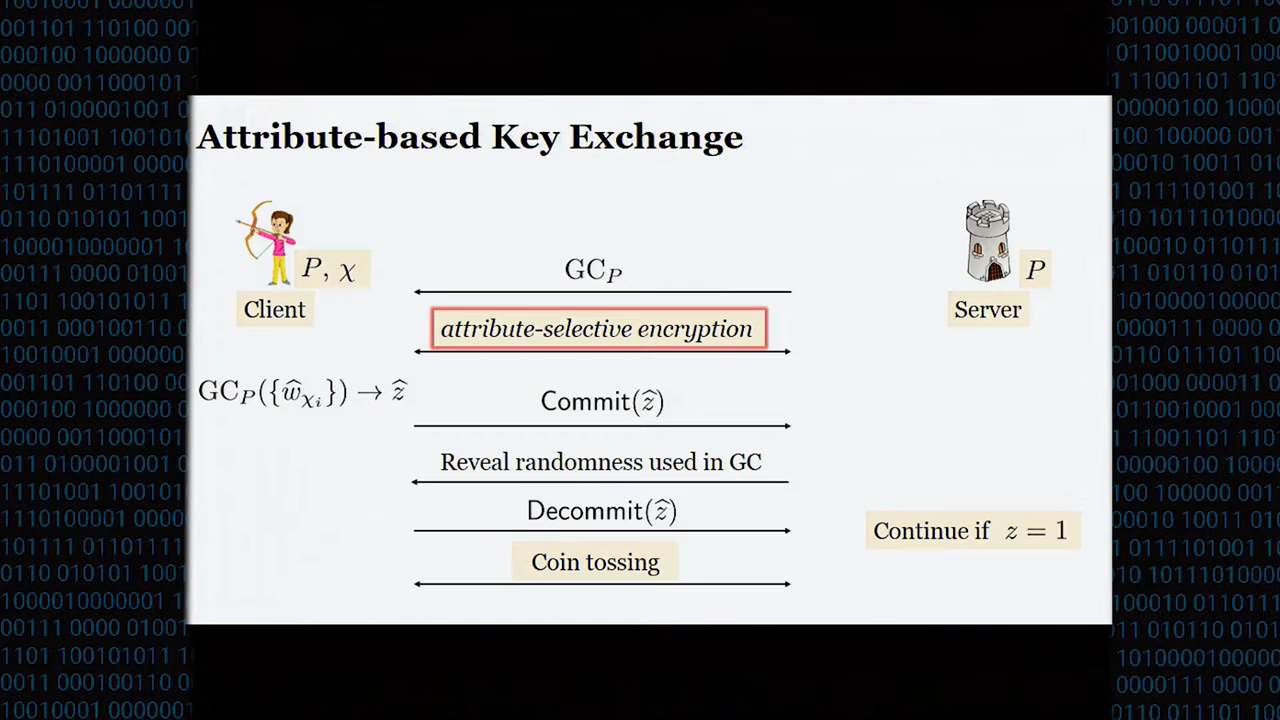 Attribute-based Key Exchange
P, χ
Client
P
Server
GC_P
attribute-selective encryption
GC_P({ŵ_χᵢ}) → ẑ
Commit(ẑ)
Reveal randomness used in GC
Decommit(ẑ)
Continue if z = 1
Coin tossing